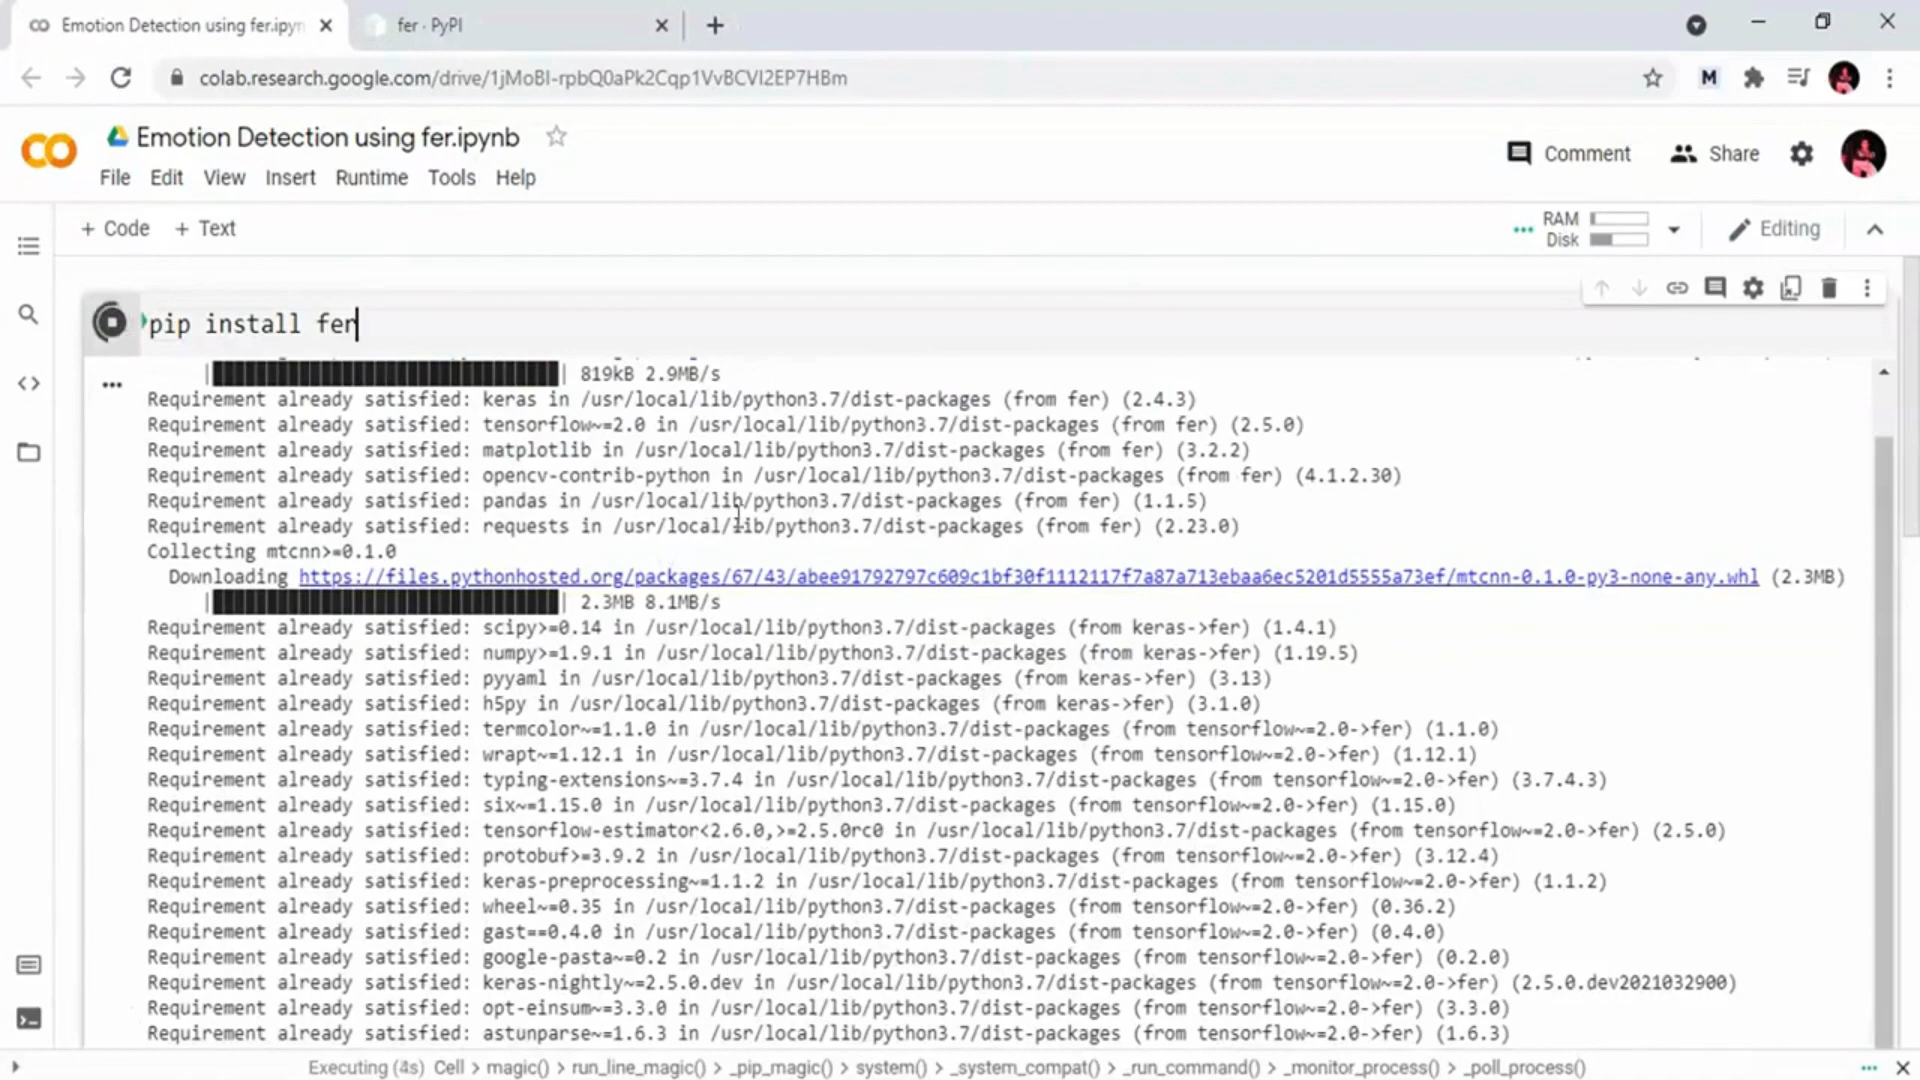 Emotion Detection using fer.ipyn
fer · PyPI
colab.research.google.com/drive/1jMoBI-rpbQ0aPk2Cqp1VvBCVI2EP7HBm
M
Emotion Detection using fer.ipynb
Comment
Share
File Edit View Insert Runtime Tools Help
+ Code + Text
RAM
Disk
Editing
pip install fer
819kB 2.9MB/s
Requirement already satisfied: keras in /usr/local/lib/python3.7/dist-packages (from fer) (2.4.3)
Requirement already satisfied: tensorflow~=2.0 in /usr/local/lib/python3.7/dist-packages (from fer) (2.5.0)
Requirement already satisfied: matplotlib in /usr/local/lib/python3.7/dist-packages (from fer) (3.2.2)
Requirement already satisfied: opencv-contrib-python in /usr/local/lib/python3.7/dist-packages (from fer) (4.1.2.30)
Requirement already satisfied: pandas in /usr/local/lib/python3.7/dist-packages (from fer) (1.1.5)
Requirement already satisfied: requests in /usr/local/lib/python3.7/dist-packages (from fer) (2.23.0)
Collecting mtcnn>=0.1.0
Downloading https://files.pythonhosted.org/packages/67/43/abee91792797c609c1bf30f1112117f7a87a713ebaa6ec5201d5555a73ef/mtcnn-0.1.0-py3-none-any.whl (2.3MB)
2.3MB 8.1MB/s
Requirement already satisfied: scipy>=0.14 in /usr/local/lib/python3.7/dist-packages (from keras->fer) (1.4.1)
Requirement already satisfied: numpy>=1.9.1 in /usr/local/lib/python3.7/dist-packages (from keras->fer) (1.19.5)
Requirement already satisfied: pyyaml in /usr/local/lib/python3.7/dist-packages (from keras->fer) (3.13)
Requirement already satisfied: h5py in /usr/local/lib/python3.7/dist-packages (from keras->fer) (3.1.0)
Requirement already satisfied: termcolor~=1.1.0 in /usr/local/lib/python3.7/dist-packages (from tensorflow~=2.0->fer) (1.1.0)
Requirement already satisfied: wrapt~=1.12.1 in /usr/local/lib/python3.7/dist-packages (from tensorflow~=2.0->fer) (1.12.1)
Requirement already satisfied: typing-extensions~=3.7.4 in /usr/local/lib/python3.7/dist-packages (from tensorflow~=2.0->fer) (3.7.4.3)
Requirement already satisfied: six~=1.15.0 in /usr/local/lib/python3.7/dist-packages (from tensorflow~=2.0->fer) (1.15.0)
Requirement already satisfied: tensorflow-estimator<2.6.0,>=2.5.0rc0 in /usr/local/lib/python3.7/dist-packages (from tensorflow~=2.0->fer) (2.5.0)
Requirement already satisfied: protobuf>=3.9.2 in /usr/local/lib/python3.7/dist-packages (from tensorflow~=2.0->fer) (3.12.4)
Requirement already satisfied: keras-preprocessing~=1.1.2 in /usr/local/lib/python3.7/dist-packages (from tensorflow~=2.0->fer) (1.1.2)
Requirement already satisfied: wheel~=0.35 in /usr/local/lib/python3.7/dist-packages (from tensorflow~=2.0->fer) (0.36.2)
Requirement already satisfied: gast==0.4.0 in /usr/local/lib/python3.7/dist-packages (from tensorflow~=2.0->fer) (0.4.0)
Requirement already satisfied: google-pasta~=0.2 in /usr/local/lib/python3.7/dist-packages (from tensorflow~=2.0->fer) (0.2.0)
Requirement already satisfied: keras-nightly~=2.5.0.dev in /usr/local/lib/python3.7/dist-packages (from tensorflow~=2.0->fer) (2.5.0.dev2021032900)
Requirement already satisfied: opt-einsum~=3.3.0 in /usr/local/lib/python3.7/dist-packages (from tensorflow~=2.0->fer) (3.3.0)
Requirement already satisfied: astunparse~=1.6.3 in /usr/local/lib/python3.7/dist-packages (from tensorflow~=2.0->fer) (1.6.3)
Executing (4s) Cell > magic() > run_line_magic() > _pip_magic() > system() > _system_compat() > _run_command() > _monitor_process() > _poll_process()